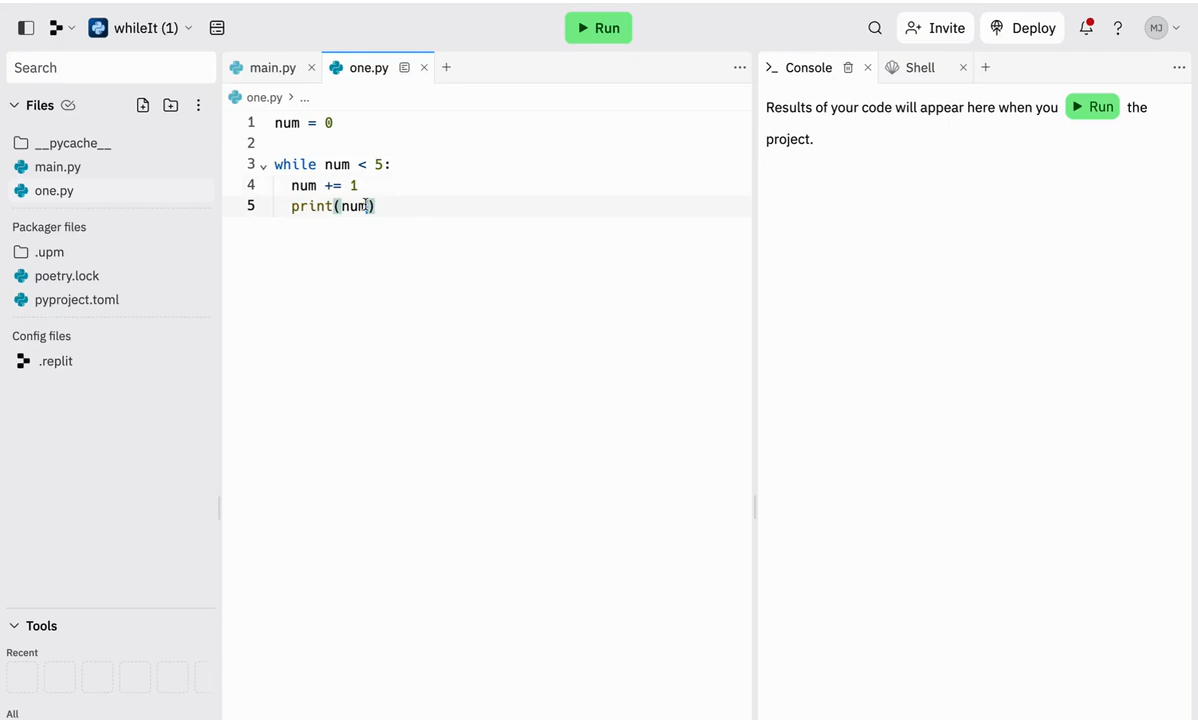 whileIt (1)
Run
Invite
Deploy
?
MJ
Search
Files
__pycache__
main.py
one.py
Packager files
.upm
poetry.lock
pyproject.toml
Config files
.replit
Tools
Recent
All
main.py
one.py
one.py > ...
1 num = 0
2
3 while num < 5:
4 num += 1
5 print(num)
>_ Console
Shell
Results of your code will appear here when you Run the
project.